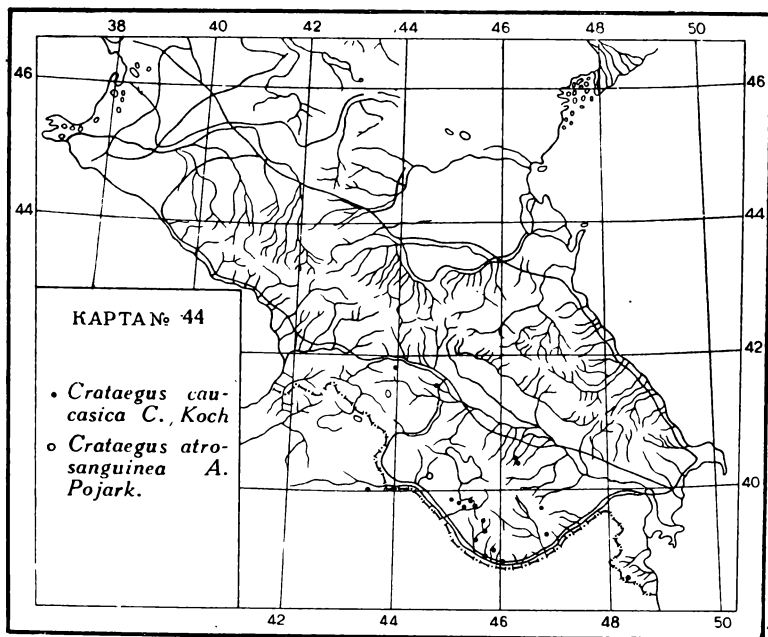 38 40 42 44 46 48 50
46 46
44 44
КАРТА № 44
42
• Crataegus cau-
casica C., Koch
○ Crataegus atro-
sanguinea A.
Pojark.
40 40
42 44 46 48 50